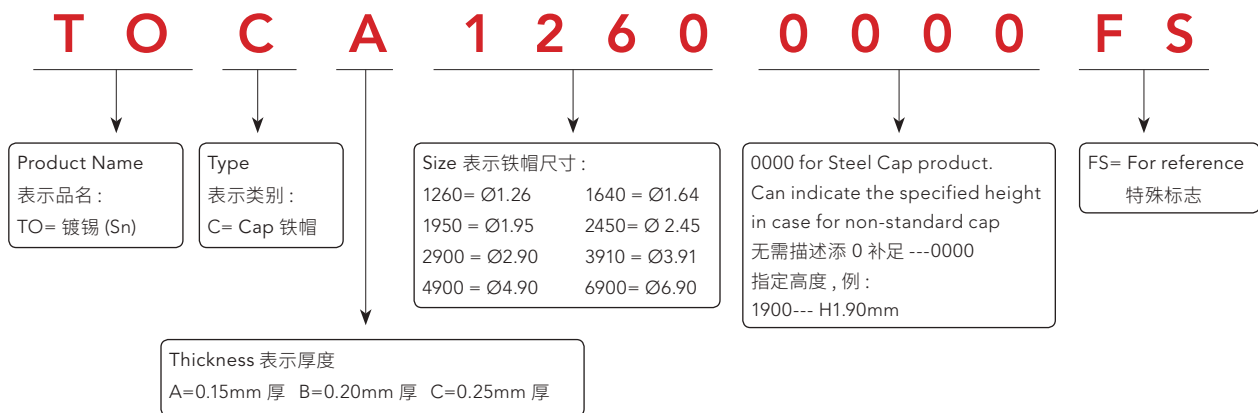 T O C A 1 2 6 0 0 0 0 0 F S
Product Name
表示品名 :
TO= 镀锡 (Sn)
Type
表示类别 :
C= Cap 铁帽
Size 表示铁帽尺寸 :
1260= Ø1.26 1640 = Ø1.64
1950 = Ø1.95 2450= Ø 2.45
2900 = Ø2.90 3910 = Ø3.91
4900 = Ø4.90 6900= Ø6.90
0000 for Steel Cap product.
Can indicate the specified height
in case for non-standard cap
无需描述添 0 补足 ---0000
指定高度 , 例 :
1900--- H1.90mm
FS= For reference
特殊标志
Thickness 表示厚度
A=0.15mm 厚 B=0.20mm 厚 C=0.25mm 厚